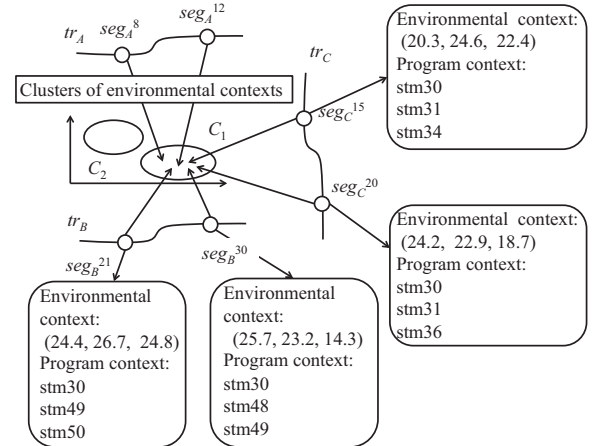 seg_A^8
seg_A^12
tr_A
Clusters of environmental contexts
C_1
C_2
tr_C
seg_C^15
seg_C^20
Environmental context:
(20.3, 24.6, 22.4)
Program context:
stm30
stm31
stm34
Environmental context:
(24.2, 22.9, 18.7)
Program context:
stm30
stm31
stm36
tr_B
seg_B^21
seg_B^30
Environmental
context:
(24.4, 26.7, 24.8)
Program context:
stm30
stm49
stm50
Environmental
context:
(25.7, 23.2, 14.3)
Program context:
stm30
stm48
stm49